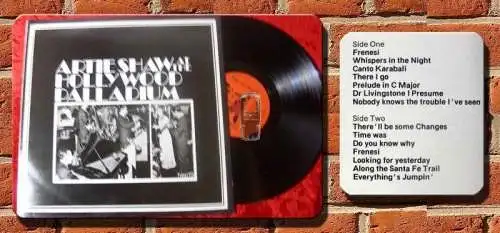 ARTIE SHAW AT THE
HOLLYWOOD
PALLADIUM
Side One
Frenesi
Whispers in the Night
Canto Karabali
There I go
Prelude in C Major
Dr Livingstone I Presume
Nobody knows the trouble I've seen
Side Two
There'll be some Changes
Time was
Do you know why
Frenesi
Looking for yesterday
Along the Santa Fe Trail
Everything's Jumpin'